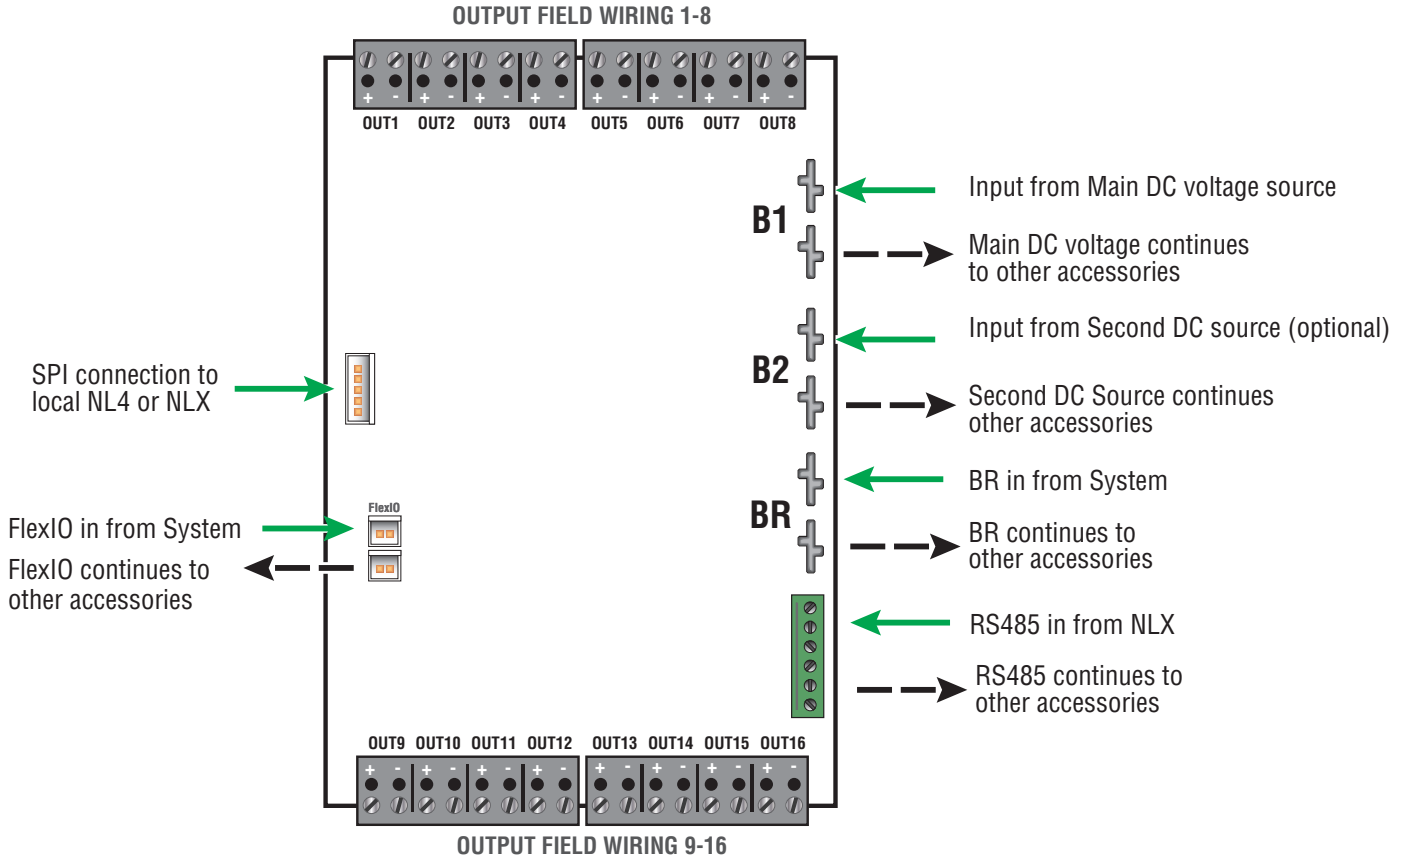 OUTPUT FIELD WIRING 1-8
+ - + - + - + - + - + - + - + -
OUT1 OUT2 OUT3 OUT4 OUT5 OUT6 OUT7 OUT8
B1
Input from Main DC voltage source
Main DC voltage continues
to other accessories
B2
Input from Second DC source (optional)
Second DC Source continues
other accessories
SPI connection to
local NL4 or NLX
BR
BR in from System
BR continues to
other accessories
FlexIO
FlexIO in from System
FlexIO continues to
other accessories
RS485 in from NLX
RS485 continues to
other accessories
OUT9 OUT10 OUT11 OUT12 OUT13 OUT14 OUT15 OUT16
+ - + - + - + - + - + - + - + -
OUTPUT FIELD WIRING 9-16